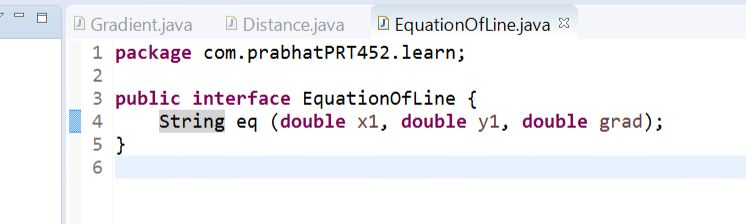 Gradient.java Distance.java EquationOfLine.java
1 package com.prabhatPRT452.learn;
2
3 public interface EquationOfLine {
4 String eq (double x1, double y1, double grad);
5 }
6